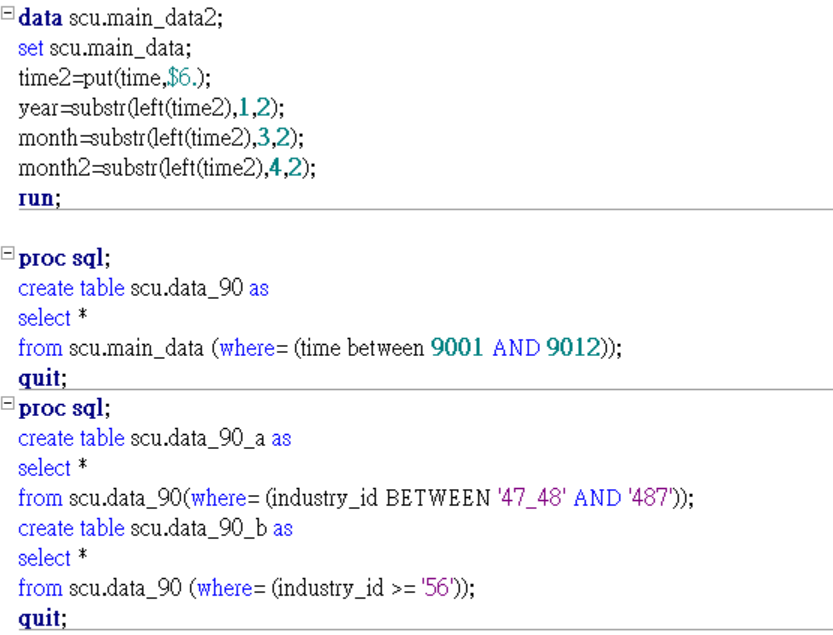 data scu.main_data2;
set scu.main_data;
time2=put(time,$6.);
year=substr(left(time2),1,2);
month=substr(left(time2),3,2);
month2=substr(left(time2),4,2);
run;
proc sql;
create table scu.data_90 as
select *
from scu.main_data (where= (time between 9001 AND 9012));
quit;
proc sql;
create table scu.data_90_a as
select *
from scu.data_90(where= (industry_id BETWEEN '47_48' AND '487'));
create table scu.data_90_b as
select *
from scu.data_90 (where= (industry_id >= '56'));
quit;